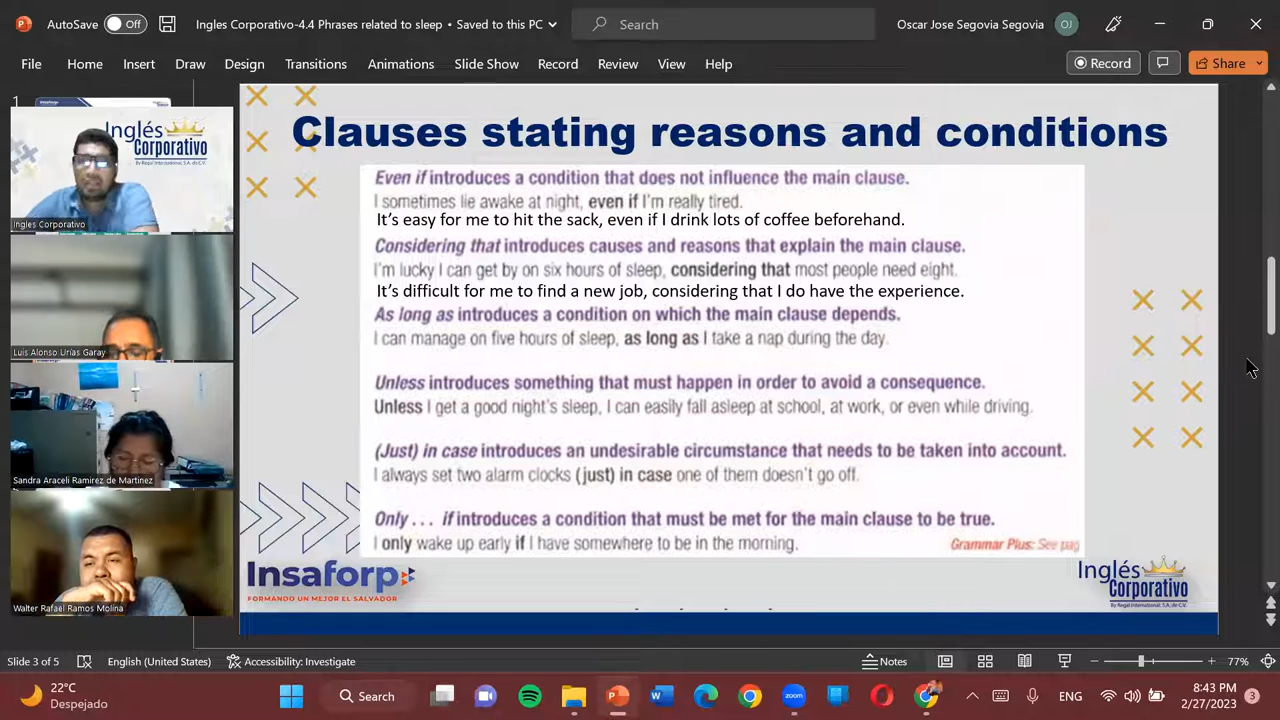 AutoSave Off Ingles Corporativo-4.4 Phrases related to sleep • Saved to this PC Search Oscar Jose Segovia Segovia OJ
File Home Insert Draw Design Transitions Animations Slide Show Record Review View Help Record Share
1
Inglés
Corporativo
By Regal International, S.A. de C.V.
Ingles Corporativo
Luis Alonso Urias Garay
Sandra Araceli Ramirez de Martinez
Walter Rafael Ramos Molina
Clauses stating reasons and conditions
Even if introduces a condition that does not influence the main clause.
I sometimes lie awake at night, even if I'm really tired.
It's easy for me to hit the sack, even if I drink lots of coffee beforehand.
Considering that introduces causes and reasons that explain the main clause.
I'm lucky I can get by on six hours of sleep, considering that most people need eight.
It's difficult for me to find a new job, considering that I do have the experience.
As long as introduces a condition on which the main clause depends.
I can manage on five hours of sleep, as long as I take a nap during the day.
Unless introduces something that must happen in order to avoid a consequence.
Unless I get a good night's sleep, I can easily fall asleep at school, at work, or even while driving.
(Just) in case introduces an undesirable circumstance that needs to be taken into account.
I always set two alarm clocks (just) in case one of them doesn't go off.
Only . . . if introduces a condition that must be met for the main clause to be true.
I only wake up early if I have somewhere to be in the morning.
Grammar Plus: See pag
Insaforp
FORMANDO UN MEJOR EL SALVADOR
Inglés
Corporativo
By Regal International, S.A. de C.V.
Slide 3 of 5 English (United States) Accessibility: Investigate Notes 77%
22°C
Despejado
Search
ENG
8:43 PM
2/27/2023
3